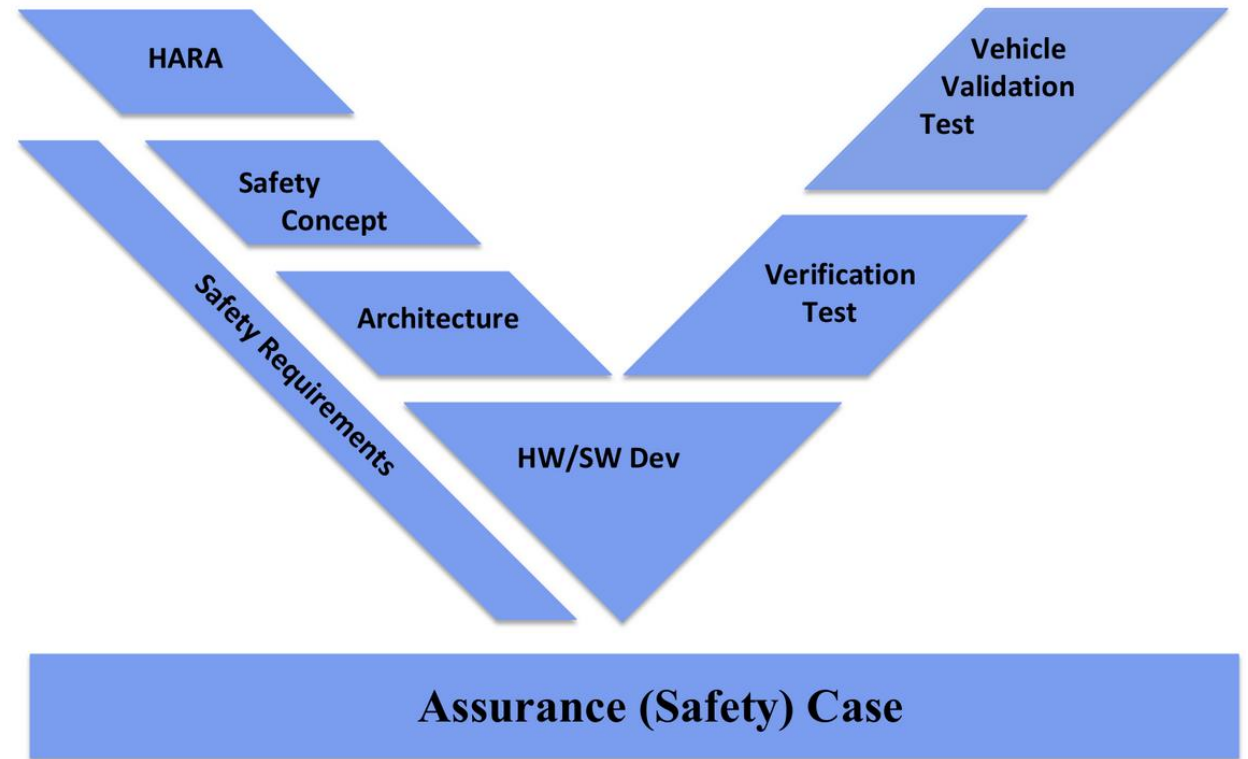 HARA
Safety
Concept
Architecture
Safety Requirements
HW/SW Dev
Verification
Test
Vehicle
Validation
Test
Assurance (Safety) Case